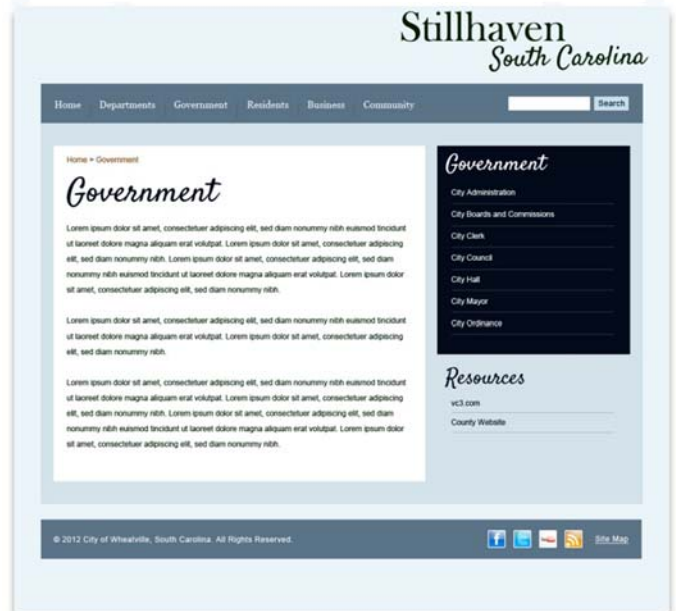 Stillhaven
South Carolina
Home Departments Government Residents Business Community Search
Home » Government
Government
Lorem ipsum dolor sit amet, consectetuer adipiscing elit, sed diam nonummy nibh euismod tincidunt
ut laoreet dolore magna aliquam erat volutpat. Lorem ipsum dolor sit amet, consectetuer adipiscing
elit, sed diam nonummy nibh. Lorem ipsum dolor sit amet, consectetuer adipiscing elit, sed diam
nonummy nibh euismod tincidunt ut laoreet dolore magna aliquam erat volutpat. Lorem ipsum dolor
sit amet, consectetuer adipiscing elit, sed diam nonummy nibh.
Lorem ipsum dolor sit amet, consectetuer adipiscing elit, sed diam nonummy nibh euismod tincidunt
ut laoreet dolore magna aliquam erat volutpat. Lorem ipsum dolor sit amet, consectetuer adipiscing
elit, sed diam nonummy nibh.
Lorem ipsum dolor sit amet, consectetuer adipiscing elit, sed diam nonummy nibh euismod tincidunt
ut laoreet dolore magna aliquam erat volutpat. Lorem ipsum dolor sit amet, consectetuer adipiscing
elit, sed diam nonummy nibh. Lorem ipsum dolor sit amet, consectetuer adipiscing elit, sed diam
nonummy nibh euismod tincidunt ut laoreet dolore magna aliquam erat volutpat. Lorem ipsum dolor
sit amet, consectetuer adipiscing elit, sed diam nonummy nibh.
Government
City Administration
City Boards and Commissions
City Clerk
City Council
City Hall
City Mayor
City Ordinance
Resources
vc3.com
County Website
© 2012 City of Wheatville, South Carolina. All Rights Reserved.
Site Map